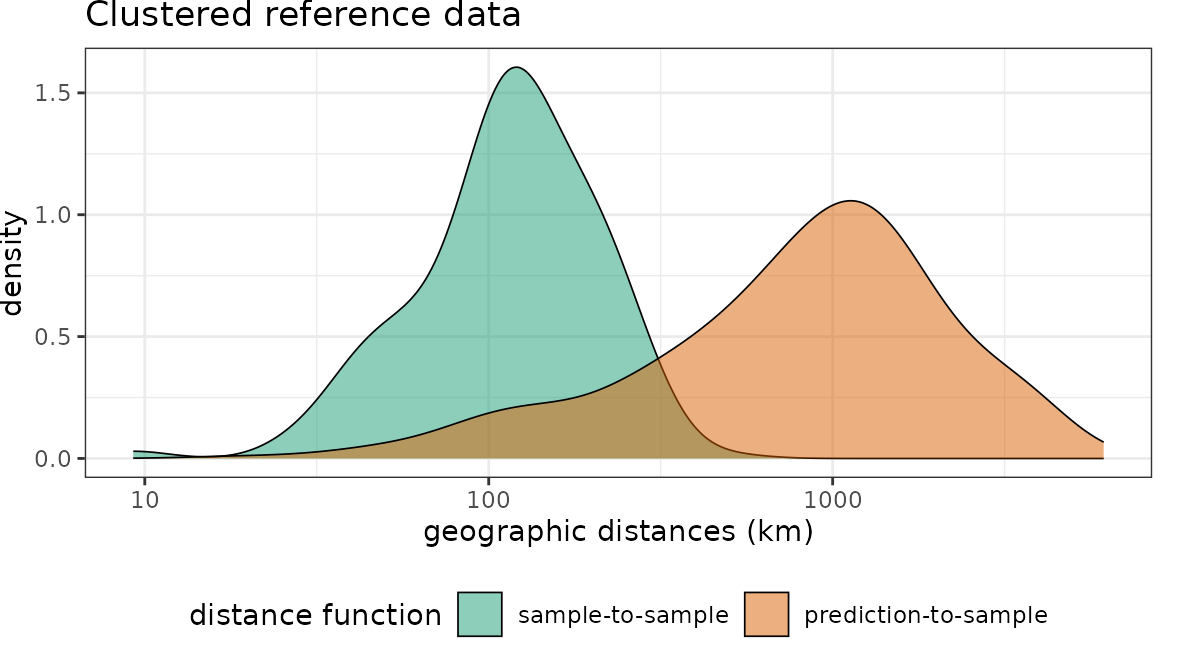 Clustered reference data
1.5
1.0
0.5
0.0
density
10 100 1000
geographic distances (km)
distance function sample-to-sample prediction-to-sample